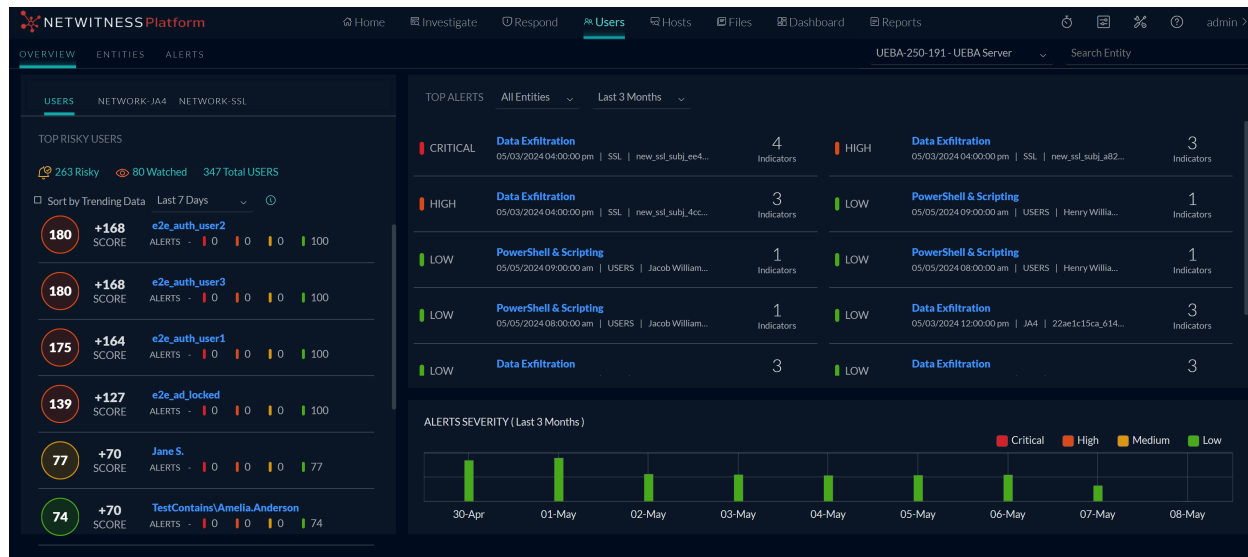 NETWITNESS Platform Home Investigate Respond Users Hosts Files Dashboard Reports admin >
OVERVIEW ENTITIES ALERTS UEBA-250-191 - UEBA Server Search Entity
USERS NETWORK-JA4 NETWORK-SSL
TOP RISKY USERS
263 Risky 80 Watched 347 Total USERS
Sort by Trending Data Last 7 Days
180 +168 SCORE e2e_auth_user2
ALERTS - 0 0 0 100
180 +168 SCORE e2e_auth_user3
ALERTS - 0 0 0 100
175 +164 SCORE e2e_auth_user1
ALERTS - 0 0 0 100
139 +127 SCORE e2e_ad_locked
ALERTS - 0 0 0 100
77 +70 SCORE Jane S.
ALERTS - 0 0 0 77
74 +70 SCORE TestContains\Amelia.Anderson
ALERTS - 0 0 0 74
TOP ALERTS All Entities Last 3 Months
CRITICAL Data Exfiltration 4 Indicators
05/03/2024 04:00:00 pm | SSL | new_ssl_subj_ee4...
HIGH Data Exfiltration 3 Indicators
05/03/2024 04:00:00 pm | SSL | new_ssl_subj_a82...
HIGH Data Exfiltration 3 Indicators
05/03/2024 04:00:00 pm | SSL | new_ssl_subj_4cc...
LOW PowerShell & Scripting 1 Indicators
05/05/2024 09:00:00 am | USERS | Henry Willia...
LOW PowerShell & Scripting 1 Indicators
05/05/2024 09:00:00 am | USERS | Jacob William...
LOW PowerShell & Scripting 1 Indicators
05/05/2024 08:00:00 am | USERS | Henry Willia...
LOW PowerShell & Scripting 1 Indicators
05/05/2024 08:00:00 am | USERS | Jacob William...
LOW Data Exfiltration 3 Indicators
05/03/2024 12:00:00 pm | JA4 | 22ae1c15ca_614...
LOW Data Exfiltration 3
LOW Data Exfiltration 3
ALERTS SEVERITY ( Last 3 Months )
Critical High Medium Low
30-Apr 01-May 02-May 03-May 04-May 05-May 06-May 07-May 08-May